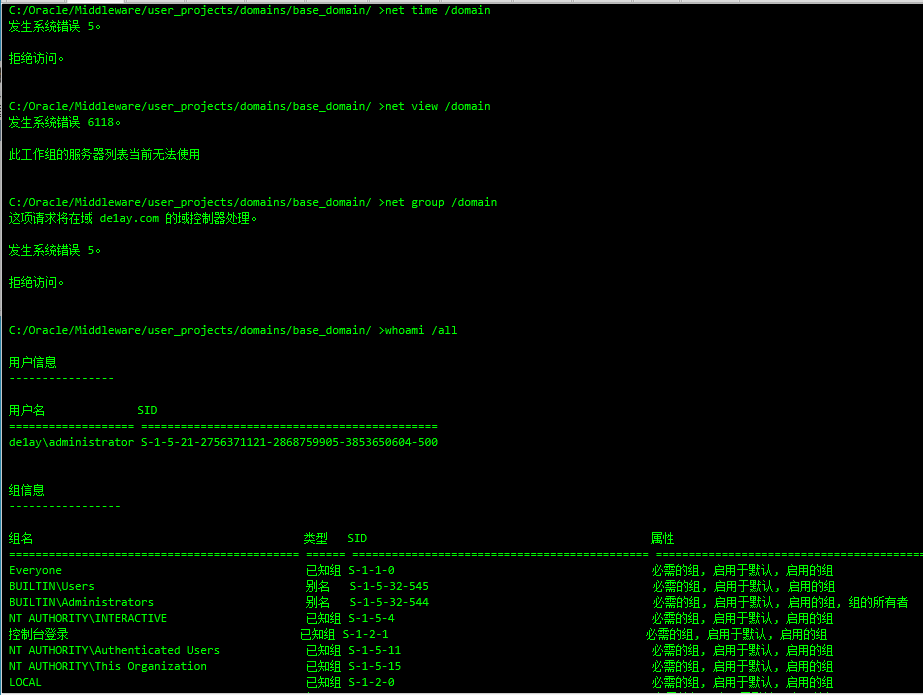 C:/Oracle/Middleware/user_projects/domains/base_domain/ >net time /domain
发生系统错误 5。
拒绝访问。
C:/Oracle/Middleware/user_projects/domains/base_domain/ >net view /domain
发生系统错误 6118。
此工作组的服务器列表当前无法使用
C:/Oracle/Middleware/user_projects/domains/base_domain/ >net group /domain
这项请求将在域 de1ay.com 的域控制器处理。
发生系统错误 5。
拒绝访问。
C:/Oracle/Middleware/user_projects/domains/base_domain/ >whoami /all
用户信息
----------------
用户名 SID
=================== =============================================
de1ay\administrator S-1-5-21-2756371121-2868759905-3853650604-500
组信息
-----------------
组名 类型 SID 属性
============================================ ====== ============================================= =========================================
Everyone 已知组 S-1-1-0 必需的组, 启用于默认, 启用的组
BUILTIN\Users 别名 S-1-5-32-545 必需的组, 启用于默认, 启用的组
BUILTIN\Administrators 别名 S-1-5-32-544 必需的组, 启用于默认, 启用的组, 组的所有者
NT AUTHORITY\INTERACTIVE 已知组 S-1-5-4 必需的组, 启用于默认, 启用的组
控制台登录 已知组 S-1-2-1 必需的组, 启用于默认, 启用的组
NT AUTHORITY\Authenticated Users 已知组 S-1-5-11 必需的组, 启用于默认, 启用的组
NT AUTHORITY\This Organization 已知组 S-1-5-15 必需的组, 启用于默认, 启用的组
LOCAL 已知组 S-1-2-0 必需的组, 启用于默认, 启用的组